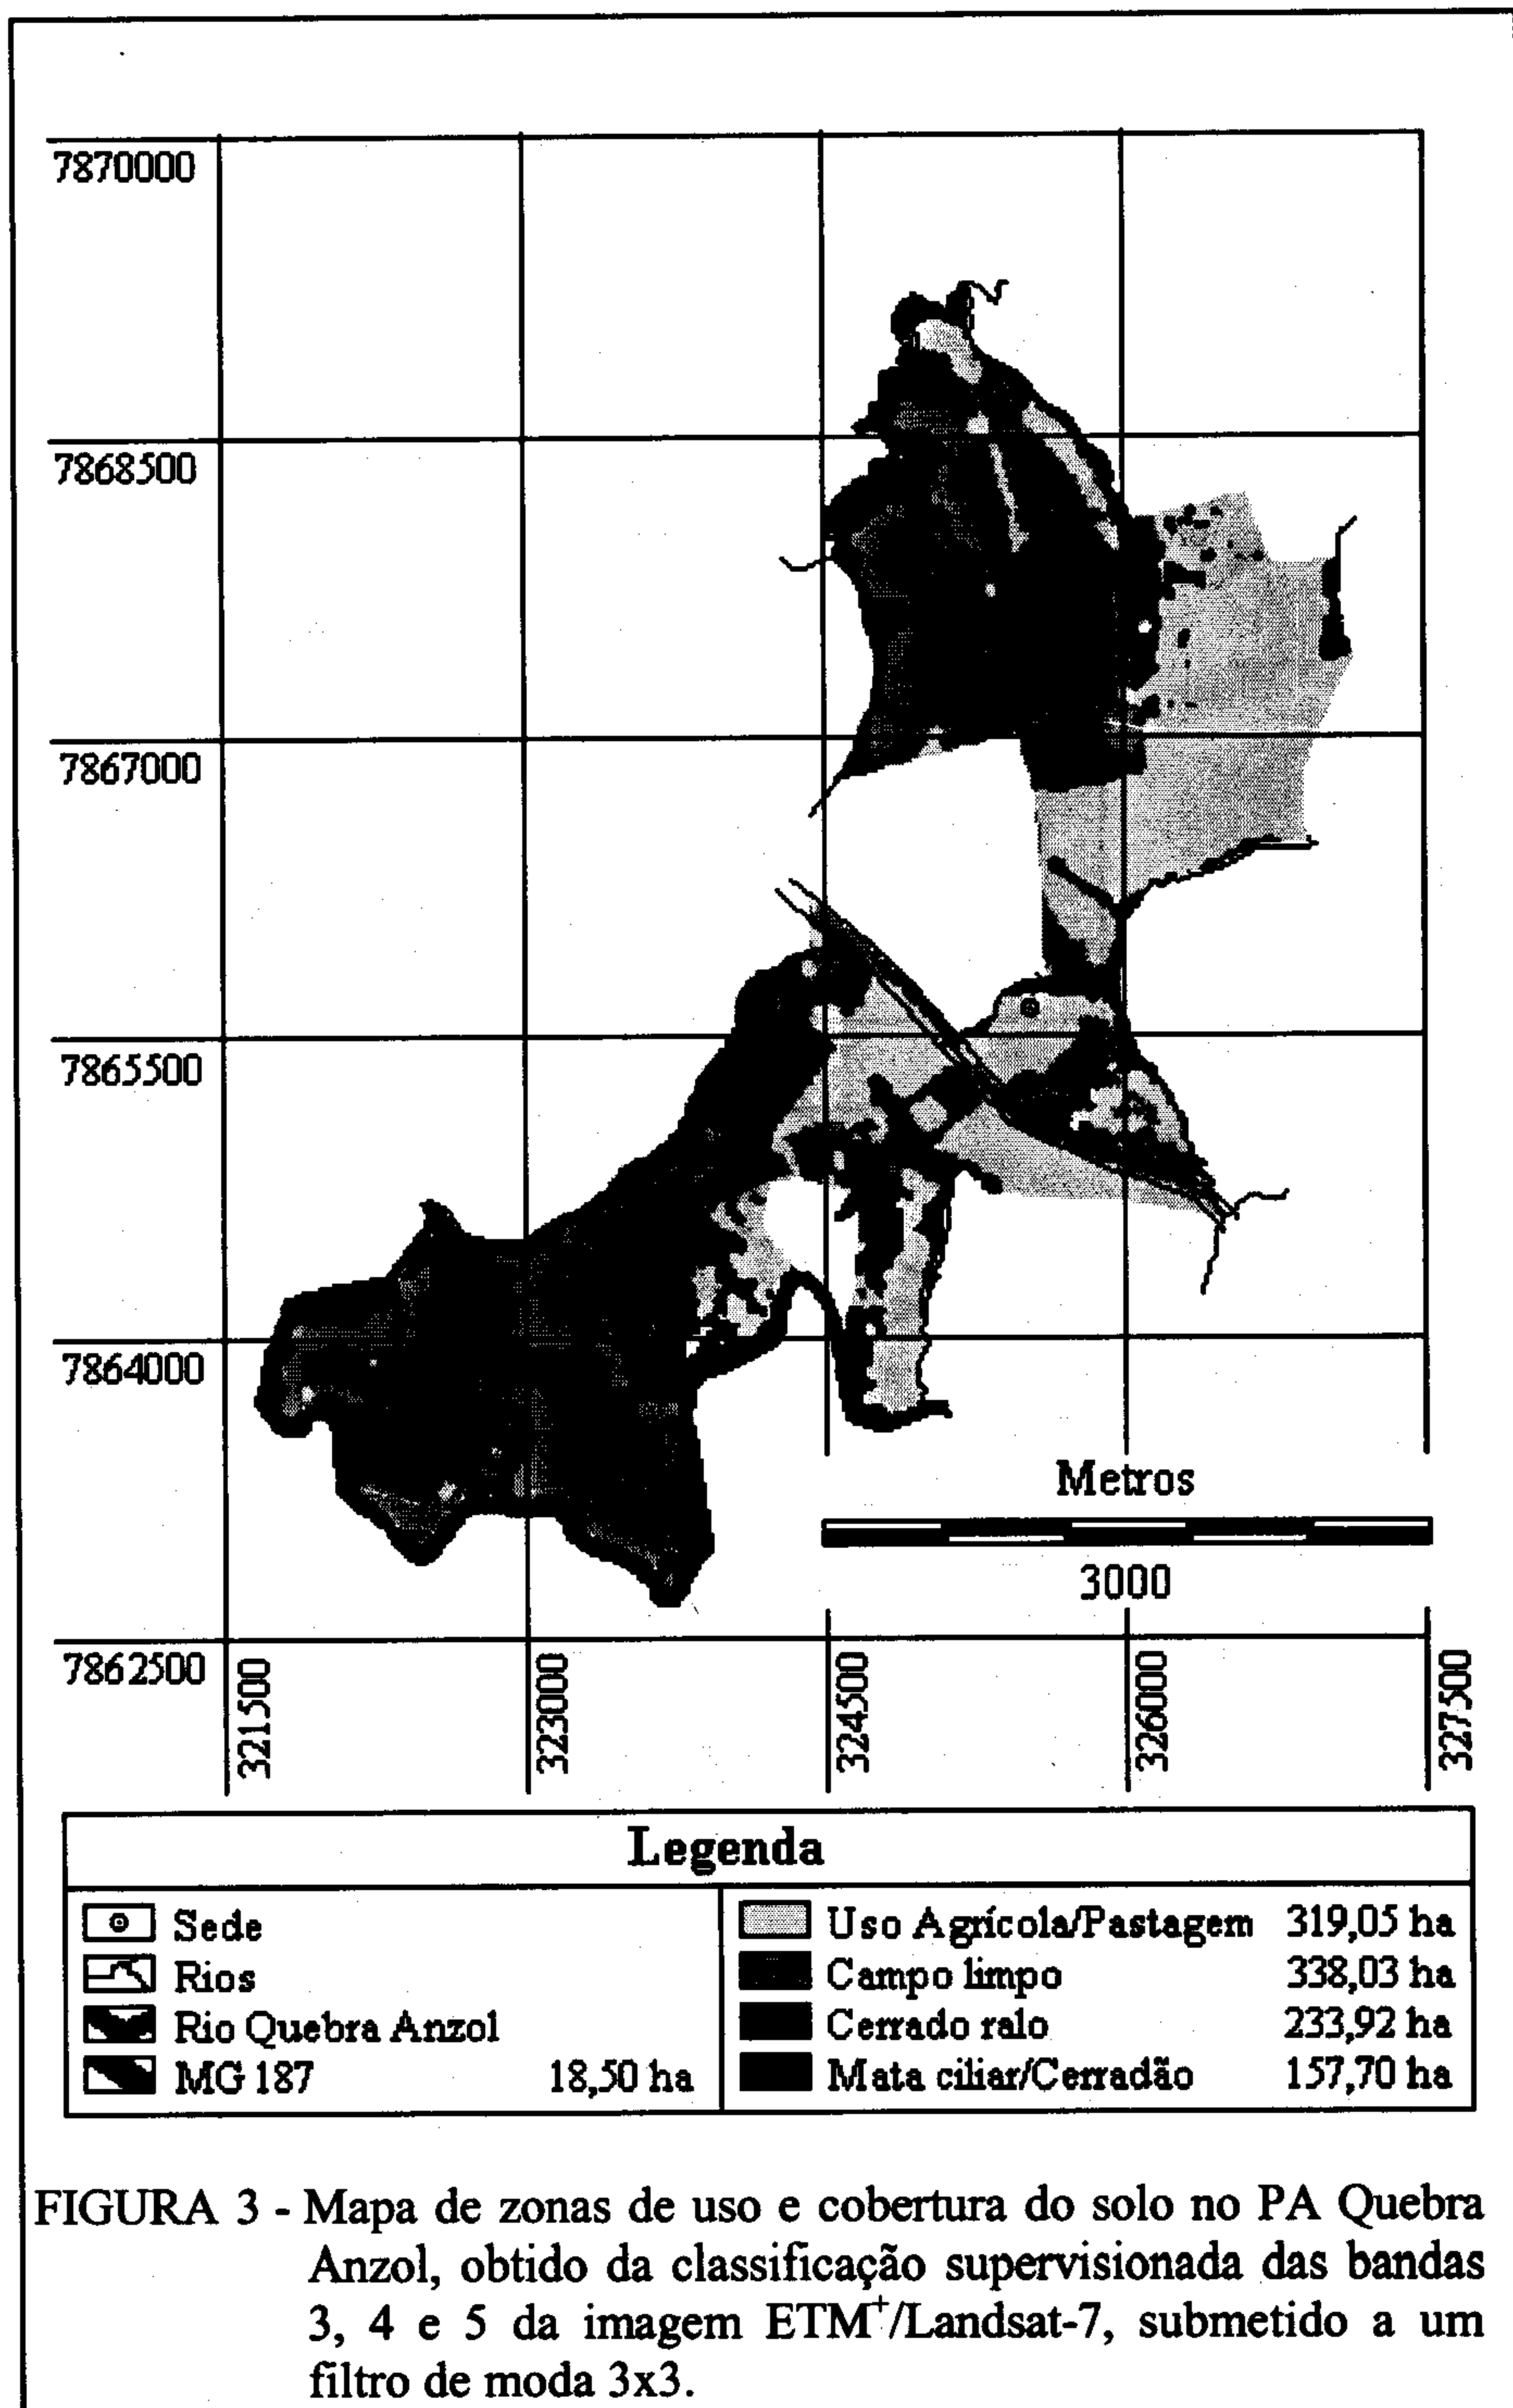 7870000
7868500
7867000
7865500
7864000
Metros
3000
7862500
321500
323000
324500
326000
327500
Legenda
Sede
Rios
Rio Quebra Anzol
MG 187 18,50 ha
Uso Agrícola/Pastagem 319,05 ha
Campo limpo 338,03 ha
Cerrado ralo 233,92 ha
Mata ciliar/Cerradão 157,70 ha
FIGURA 3 - Mapa de zonas de uso e cobertura do solo no PA Quebra
Anzol, obtido da classificação supervisionada das bandas
3, 4 e 5 da imagem ETM⁺/Landsat-7, submetido a um
filtro de moda 3x3.